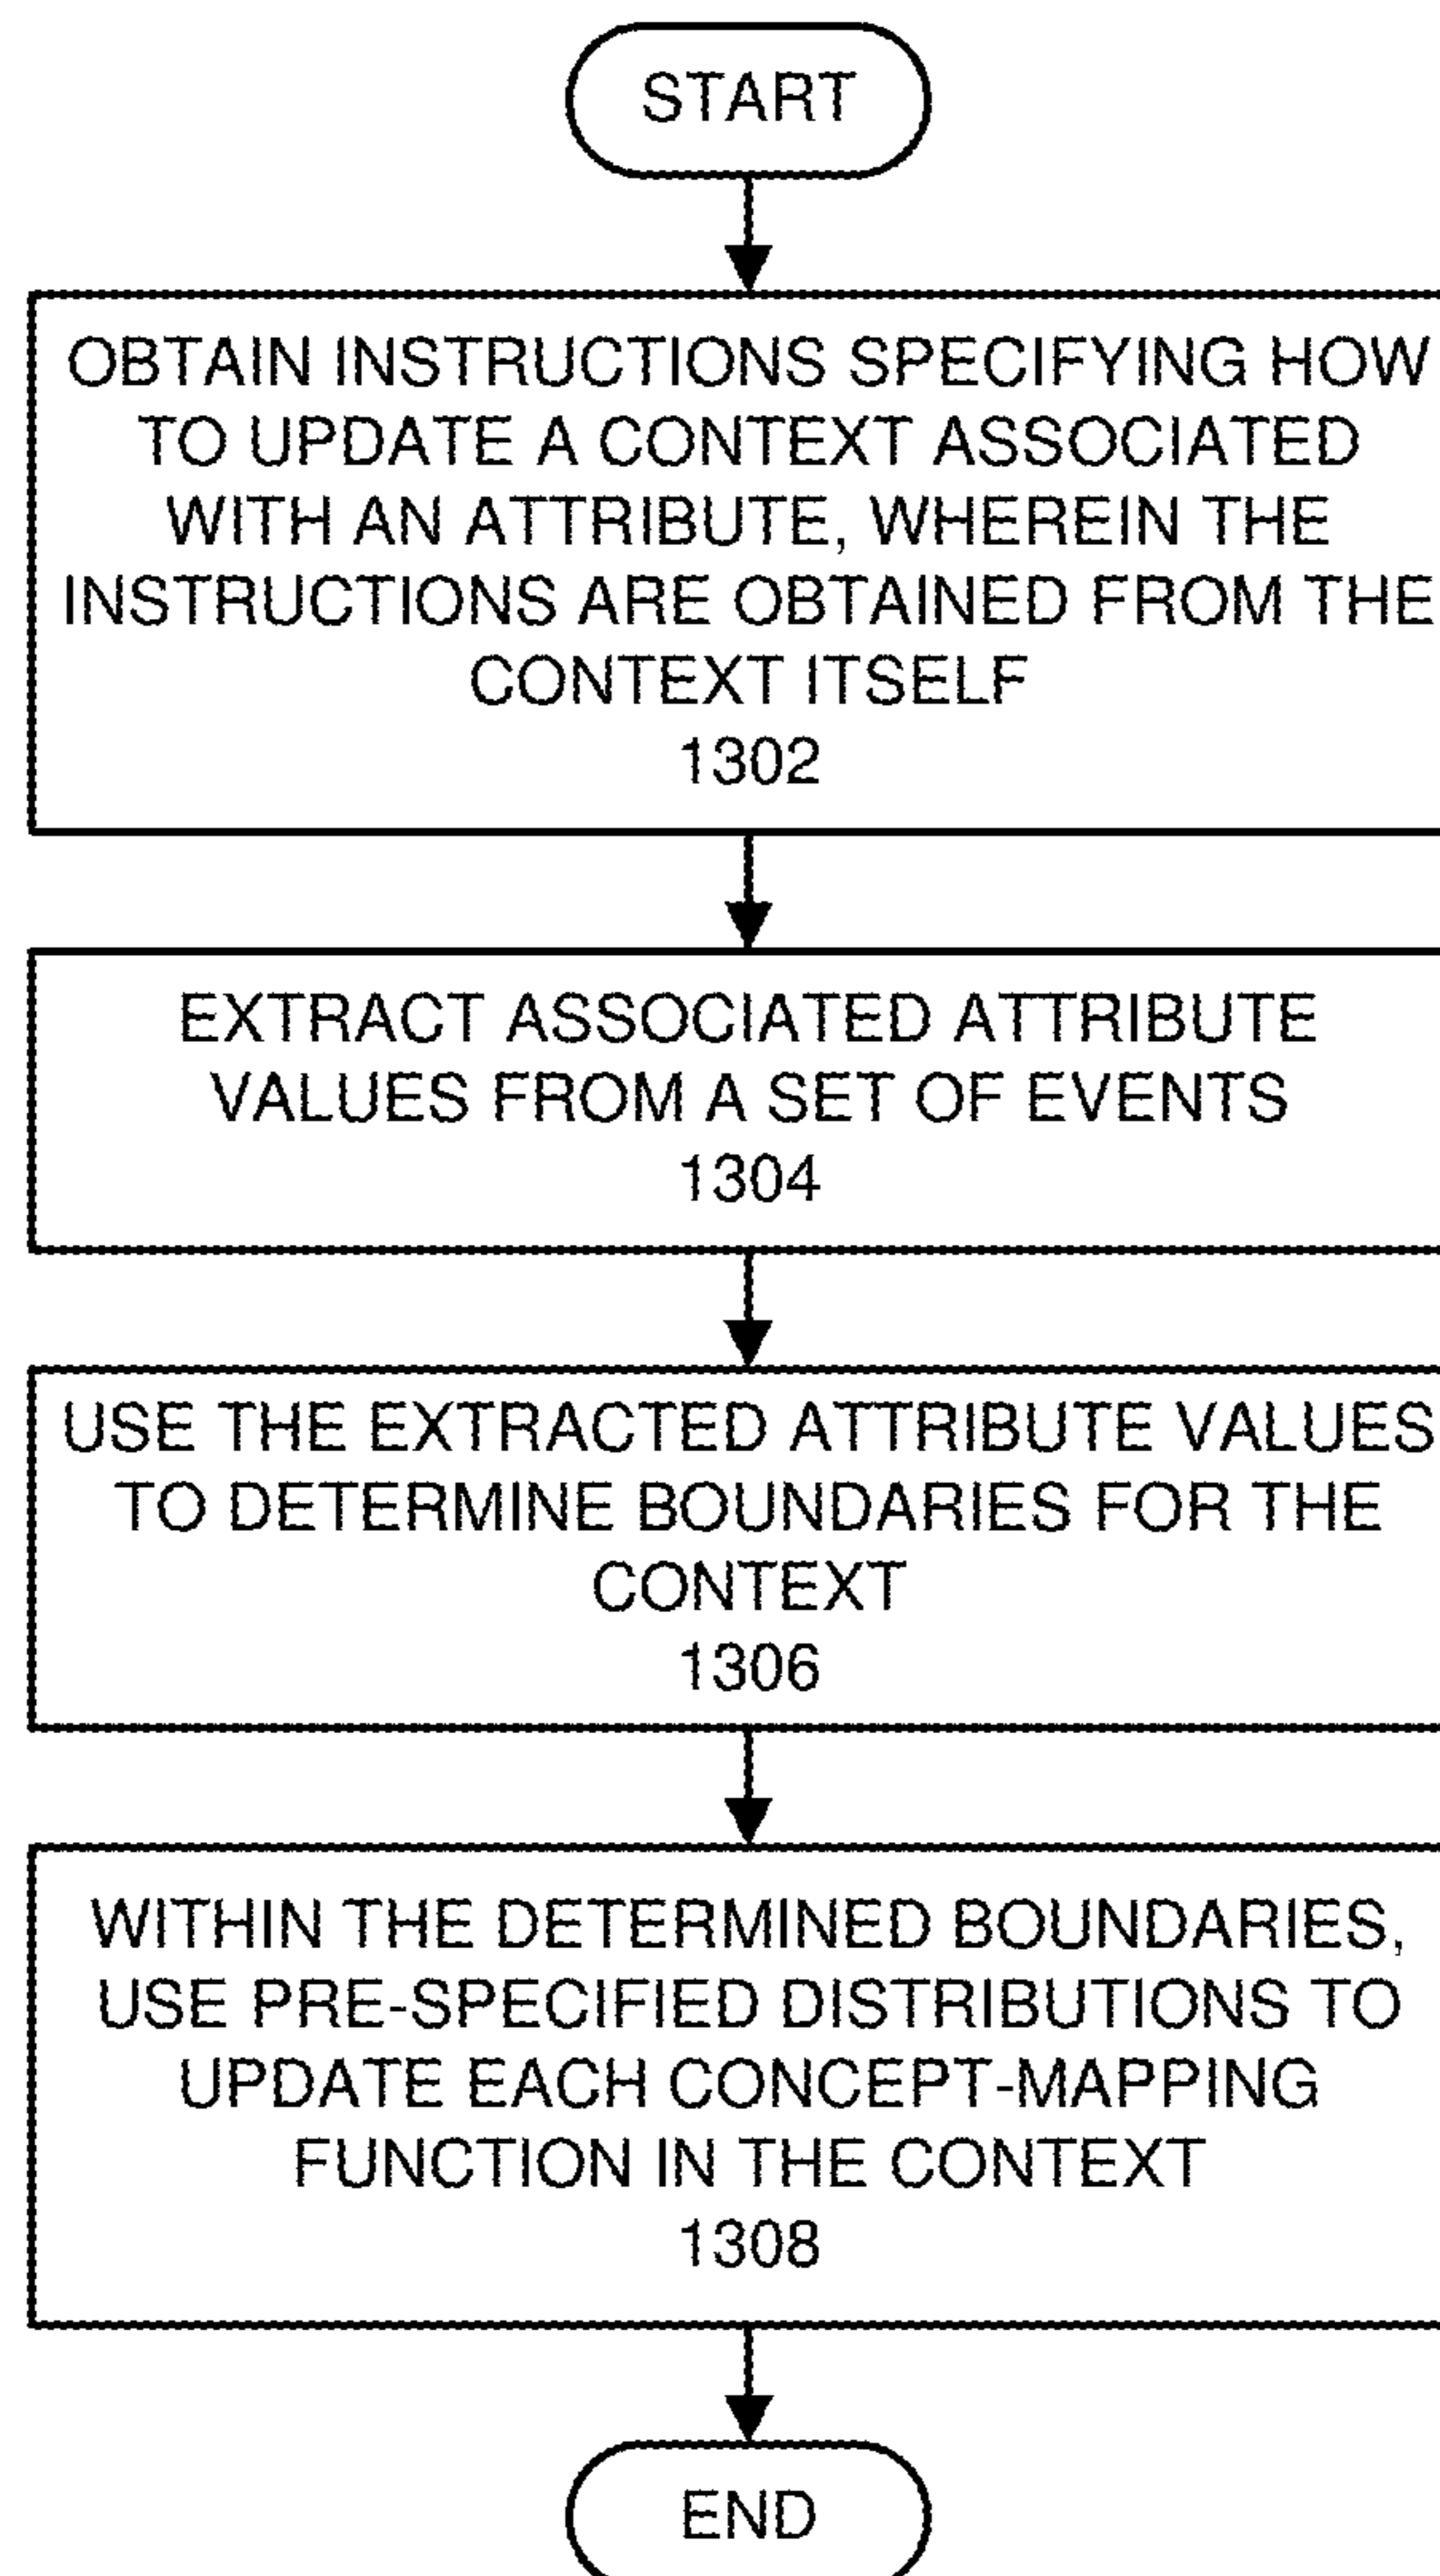 START
OBTAIN INSTRUCTIONS SPECIFYING HOW
TO UPDATE A CONTEXT ASSOCIATED
WITH AN ATTRIBUTE, WHEREIN THE
INSTRUCTIONS ARE OBTAINED FROM THE
CONTEXT ITSELF
1302
EXTRACT ASSOCIATED ATTRIBUTE
VALUES FROM A SET OF EVENTS
1304
USE THE EXTRACTED ATTRIBUTE VALUES
TO DETERMINE BOUNDARIES FOR THE
CONTEXT
1306
WITHIN THE DETERMINED BOUNDARIES,
USE PRE-SPECIFIED DISTRIBUTIONS TO
UPDATE EACH CONCEPT-MAPPING
FUNCTION IN THE CONTEXT
1308
END